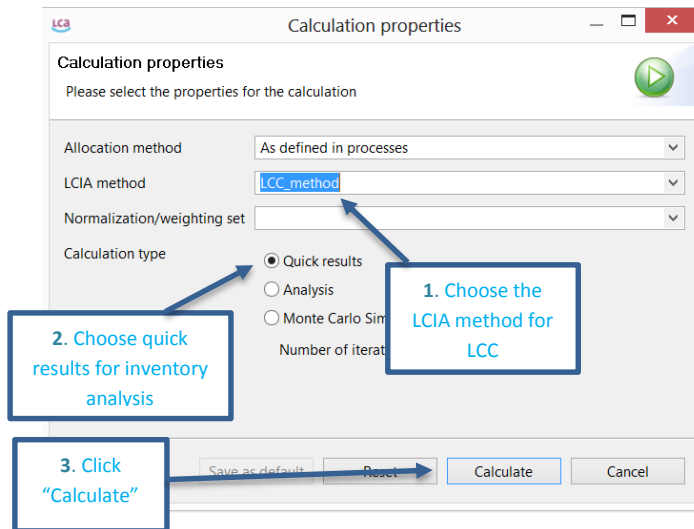 LCA
Calculation properties
Calculation properties
Please select the properties for the calculation
Allocation method As defined in processes
LCIA method LCC_method
Normalization/weighting set
Calculation type
Quick results
Analysis
Monte Carlo Sim
Number of iterat
1. Choose the
LCIA method for
LCC
2. Choose quick
results for inventory
analysis
3. Click
“Calculate”
Save as default Reset Calculate Cancel